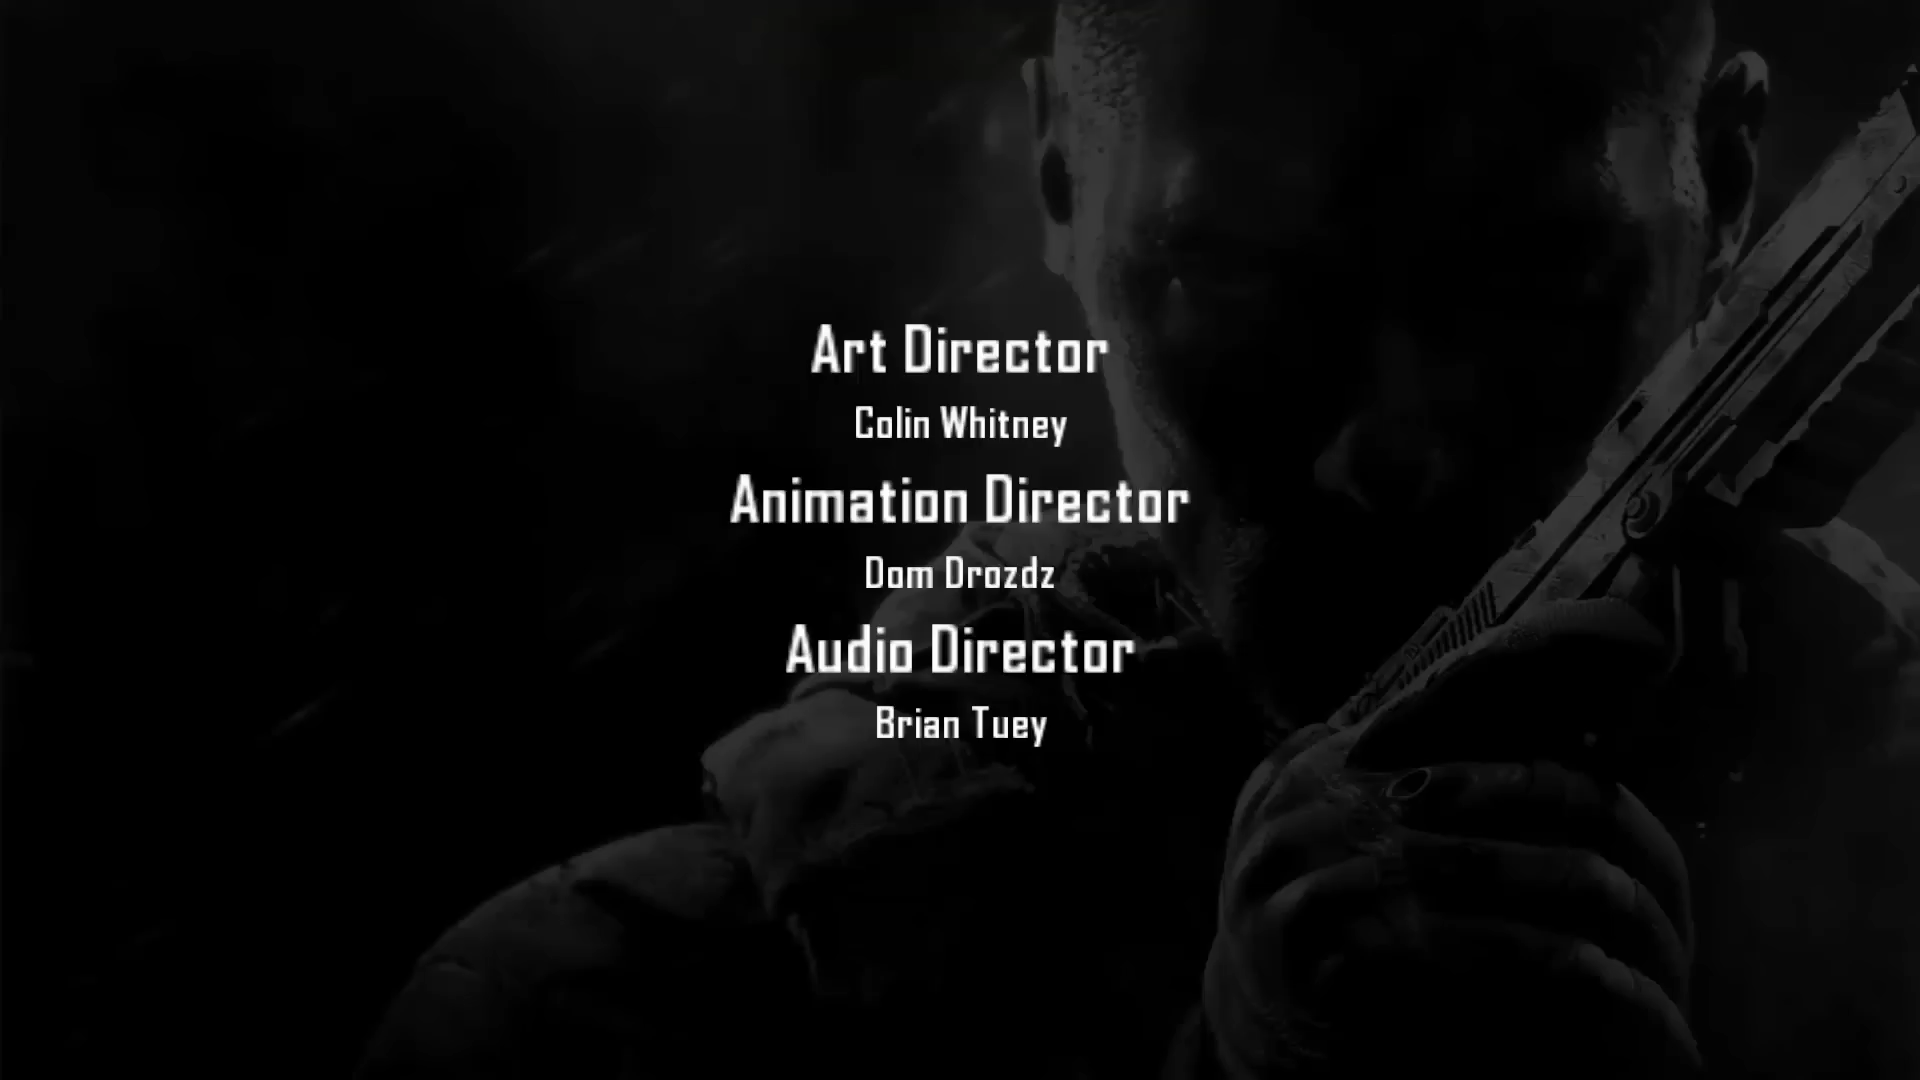 Art Director
Colin Whitney
Animation Director
Dom Drozdz
Audio Director
Brian Tuey